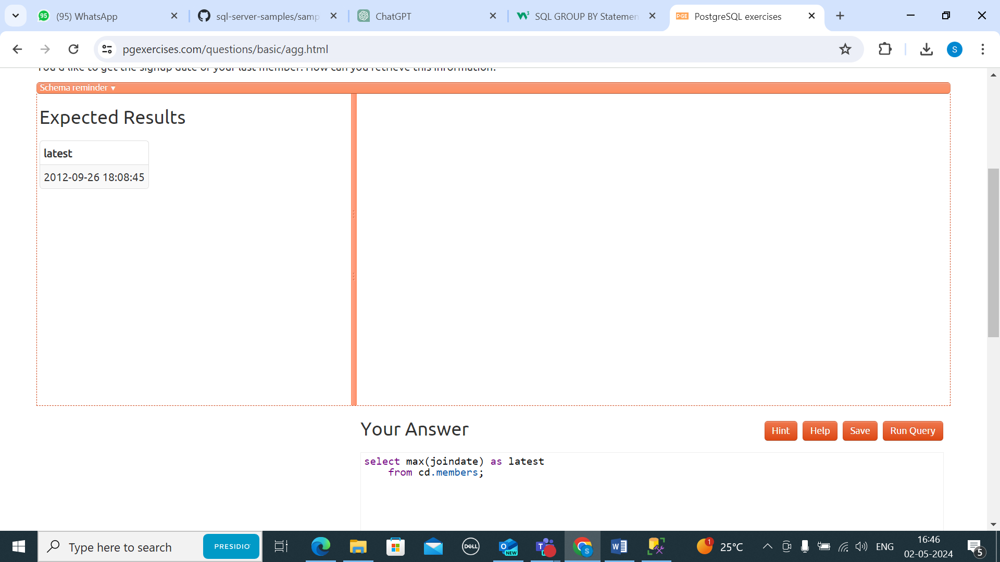 (95) WhatsApp
sql-server-samples/samp
ChatGPT
SQL GROUP BY Statemen
PGE PostgreSQL exercises
pgexercises.com/questions/basic/agg.html
S
You'd like to get the signup date of your last member. How can you retrieve this information?
Schema reminder ▼
Expected Results
latest
2012-09-26 18:08:45
Your Answer
Hint
Help
Save
Run Query
select max(joindate) as latest
from cd.members;
Type here to search
PRESIDIO
DELL
NEW
1
25°C
ENG
16:46
02-05-2024
5